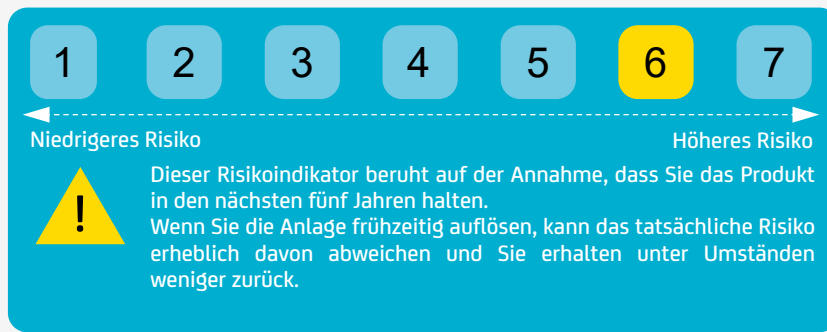 1 2 3 4 5 6 7
Niedrigeres Risiko Höheres Risiko
Dieser Risikoindikator beruht auf der Annahme, dass Sie das Produkt
in den nächsten fünf Jahren halten.
Wenn Sie die Anlage frühzeitig auflösen, kann das tatsächliche Risiko
erheblich davon abweichen und Sie erhalten unter Umständen
weniger zurück.
!